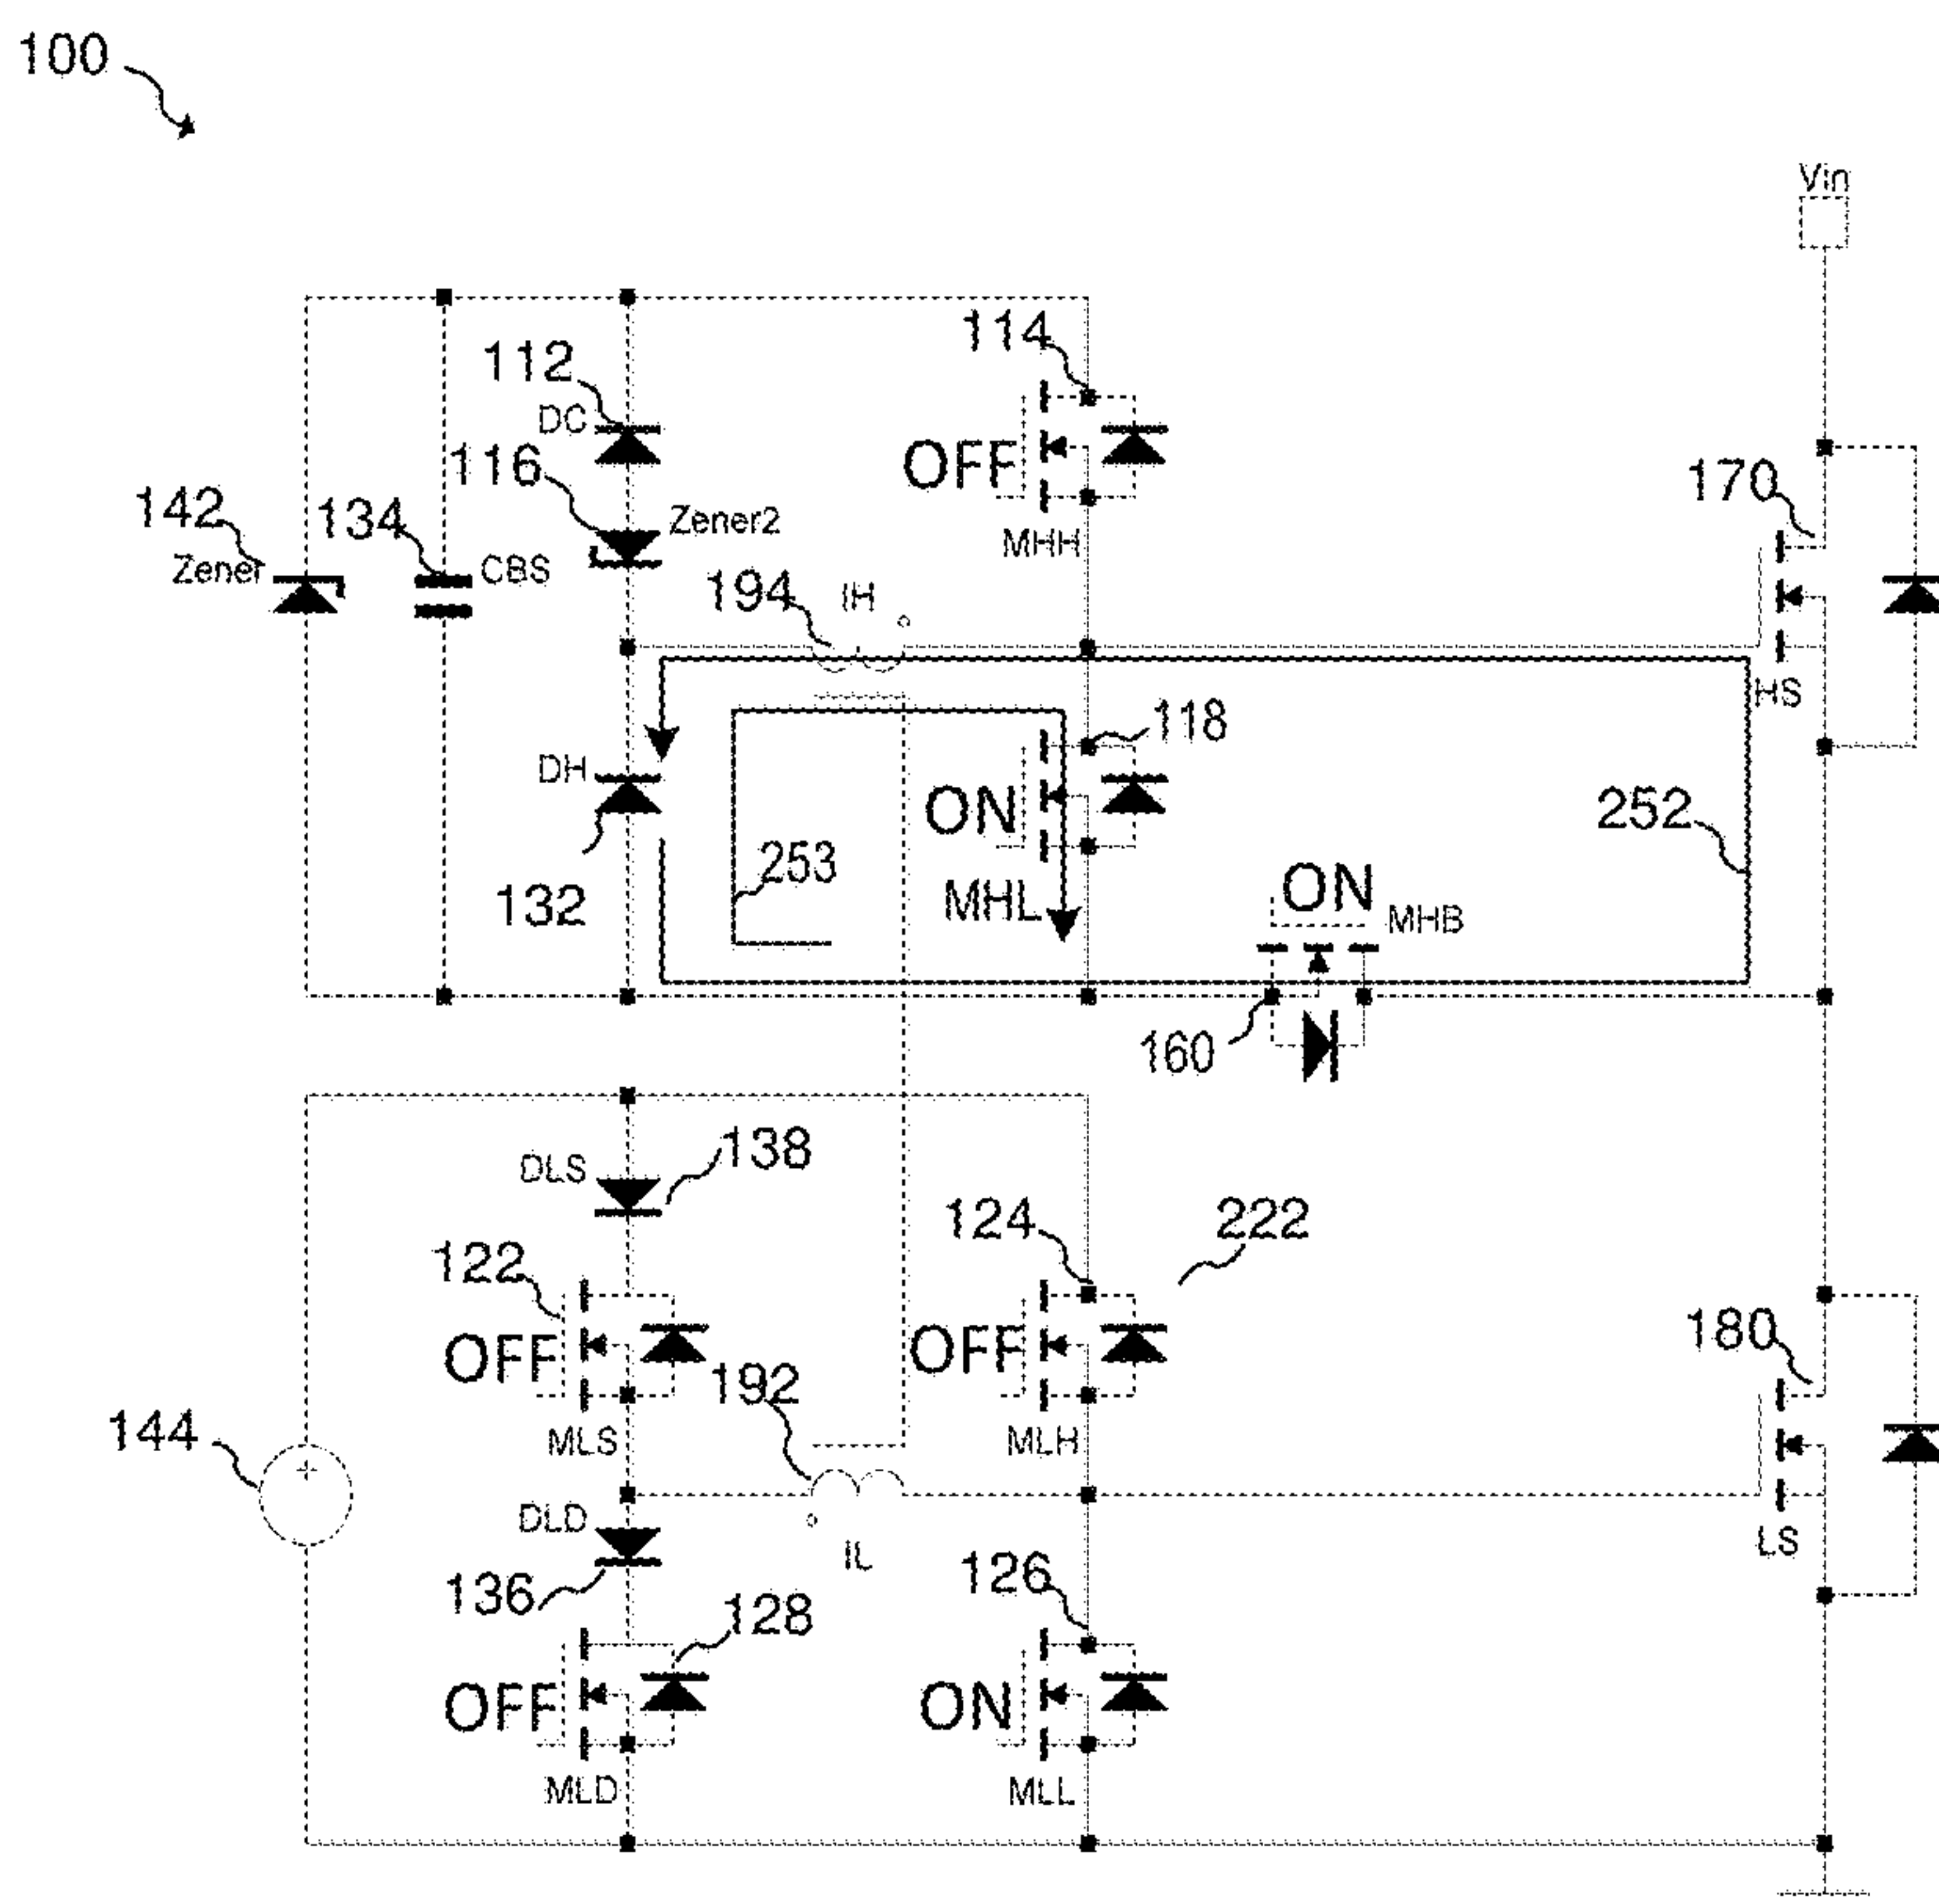 100
Vin
114
112
DC
116
OFF
170
142
134
Zener2
MHH
Zener
CBS
194
IH
HS
118
DH
ON
252
253
132
MHL
ON
MHB
160
138
DLS
124
222
122
OFF
OFF
180
192
144
MLS
MLH
DLD
LS
IL
136
126
128
OFF
ON
MLD
MLL